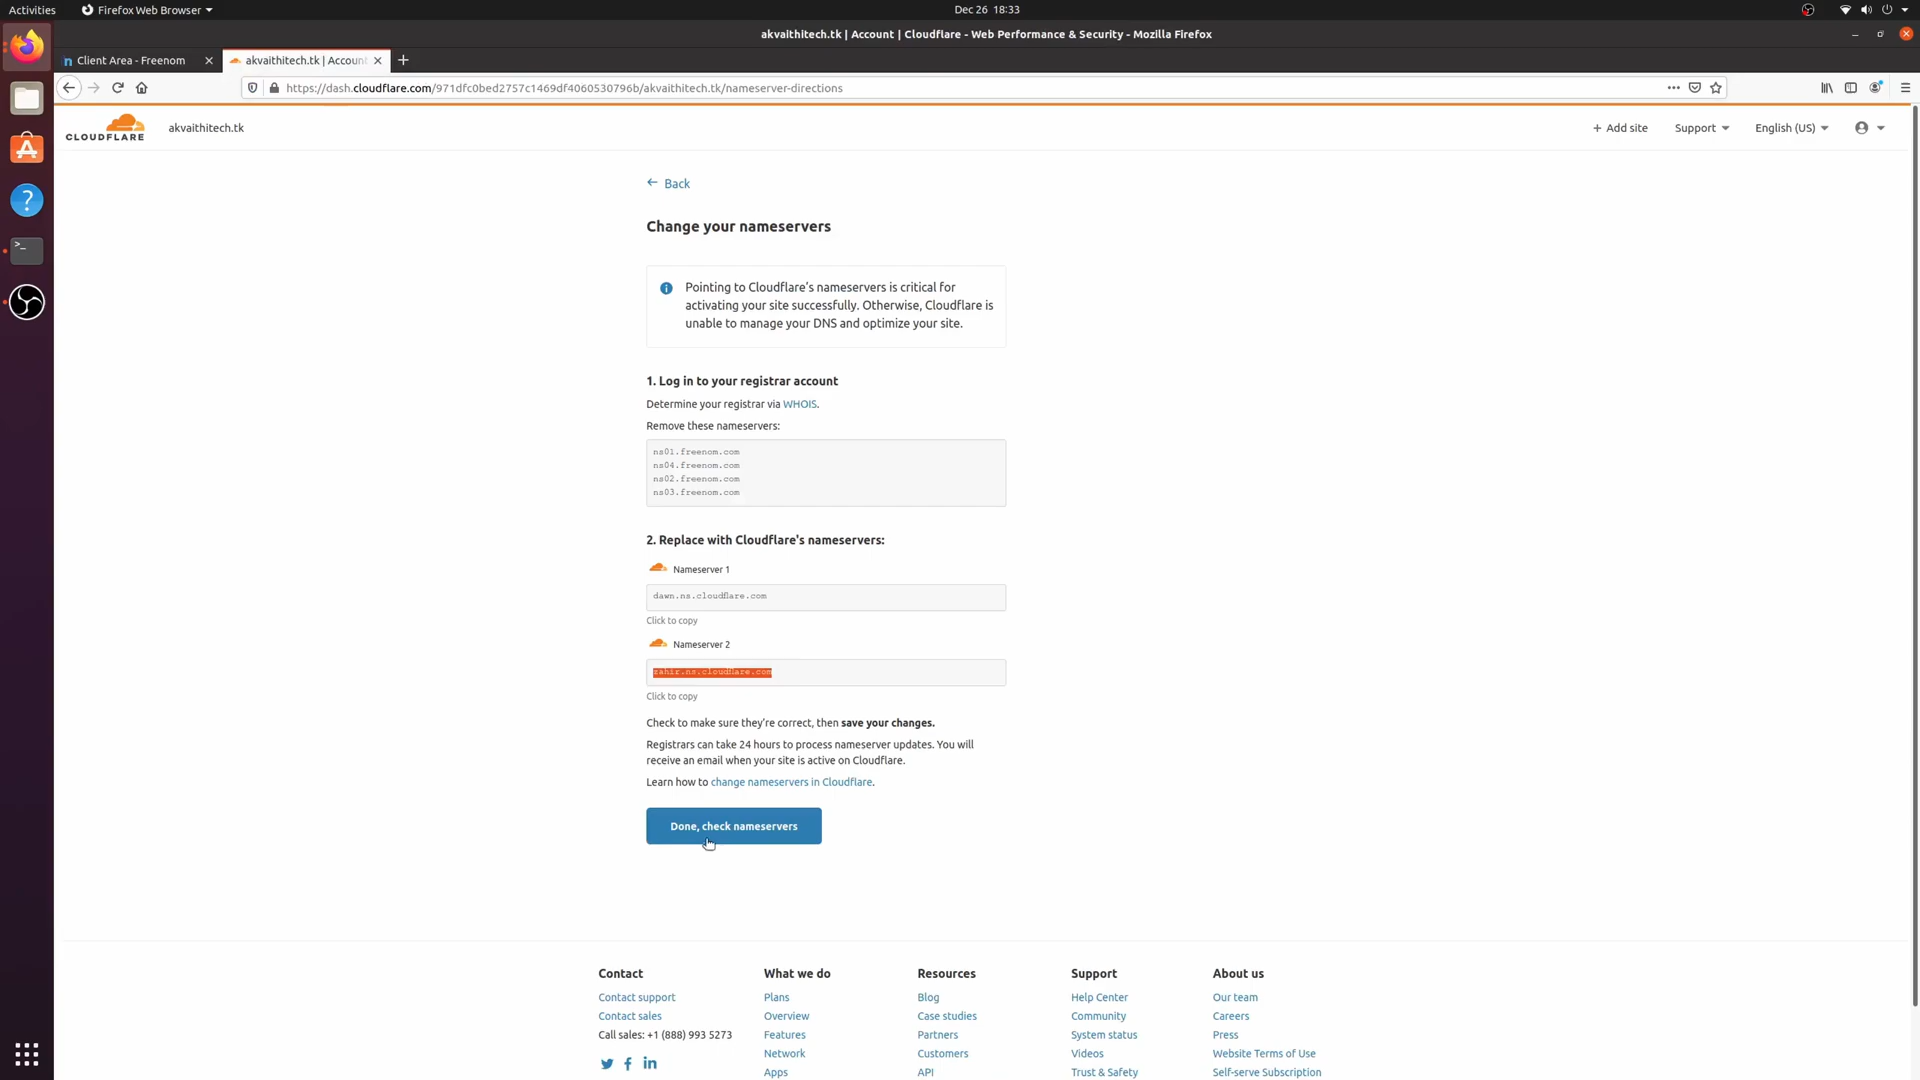 Activities
Firefox Web Browser
Dec 26 18:33
akvaithitech.tk | Account | Cloudflare - Web Performance & Security - Mozilla Firefox
Client Area - Freenom
akvaithitech.tk | Account
https://dash.cloudflare.com/971dfc0bed2757c1469df4060530796b/akvaithitech.tk/nameserver-directions
CLOUDFLARE
akvaithitech.tk
+ Add site
Support
English (US)
Back
Change your nameservers
Pointing to Cloudflare's nameservers is critical for
activating your site successfully. Otherwise, Cloudflare is
unable to manage your DNS and optimize your site.
1. Log in to your registrar account
Determine your registrar via WHOIS.
Remove these nameservers:
ns01.freenom.com
ns04.freenom.com
ns02.freenom.com
ns03.freenom.com
2. Replace with Cloudflare's nameservers:
Nameserver 1
dawn.ns.cloudflare.com
Click to copy
Nameserver 2
zahir.ns.cloudflare.com
Click to copy
Check to make sure they're correct, then save your changes.
Registrars can take 24 hours to process nameserver updates. You will
receive an email when your site is active on Cloudflare.
Learn how to change nameservers in Cloudflare.
Done, check nameservers
Contact
Contact support
Contact sales
Call sales: +1 (888) 993 5273
What we do
Plans
Overview
Features
Network
Apps
Resources
Blog
Case studies
Partners
Customers
API
Support
Help Center
Community
System status
Videos
Trust & Safety
About us
Our team
Careers
Press
Website Terms of Use
Self-serve Subscription